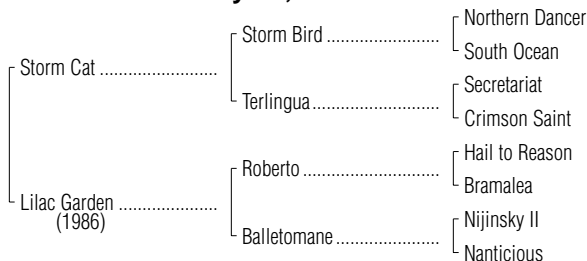 Northern Dancer
Storm Bird ........................................
South Ocean
Storm Cat ........................
Secretariat
Terlingua ........................................
Crimson Saint
Hail to Reason
Roberto ........................................
Bramalea
Lilac Garden ........................
(1986)
Nijinsky II
Balletomane ........................................
Nanticious